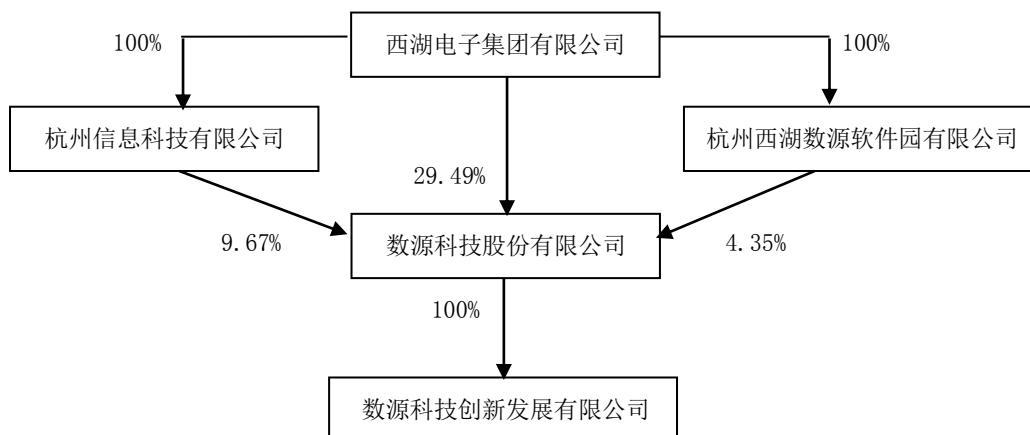 100%
西湖电子集团有限公司
100%
杭州信息科技有限公司
杭州西湖数源软件园有限公司
29.49%
9.67%
数源科技股份有限公司
4.35%
100%
数源科技创新发展有限公司